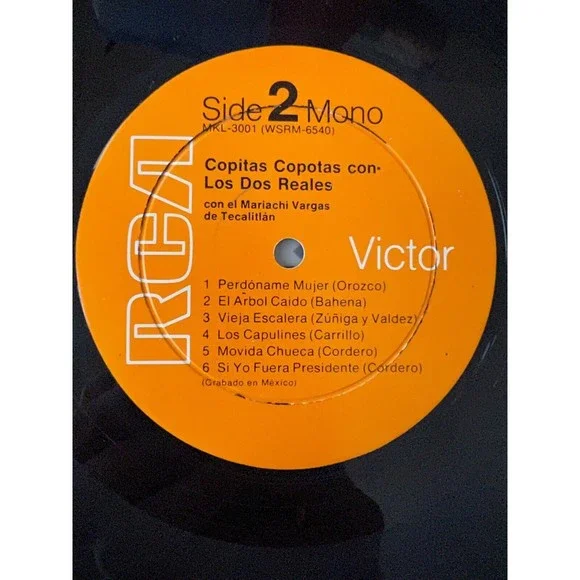 Side 2 Mono
MKL-3001 (WSRM-6540)
Copitas Copotas con-
Los Dos Reales
con el Mariachi Vargas
de Tecalitlán
RCA
Victor
1 Perdóname Mujer (Orozco)
2 El Arbol Caido (Bahena)
3 Vieja Escalera (Zúñiga y Valdez)
4 Los Capulines (Carrillo)
5 Movida Chueca (Cordero)
6 Si Yo Fuera Presidente (Cordero)
(Grabado en México)